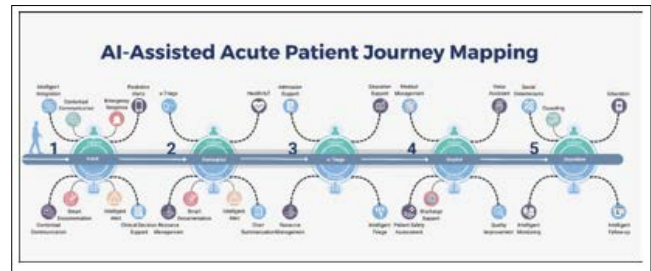 AI-Assisted Acute Patient Journey Mapping
Intelligent
Integration
Contextual
Communication
Emergency
Response
Predictive
Alerts
e-Triage
Health IoT
Admission
Support
Education
Support
Medical
Management
Voice
Assistant
Social
Determinants
Counseling
Education
1
2
3
4
5
e-Triage
Contextual
Communication
Smart
Documentation
Intelligent
Alert
Clinical Decision
Support
Resource
Management
Smart
Documentation
Intelligent
Alert
Chart
Summarization
Resource
Management
Intelligent
Triage
Patient Safety
Assessment
Discharge
Support
Quality
Improvement
Intelligent
Monitoring
Intelligent
Follow-up